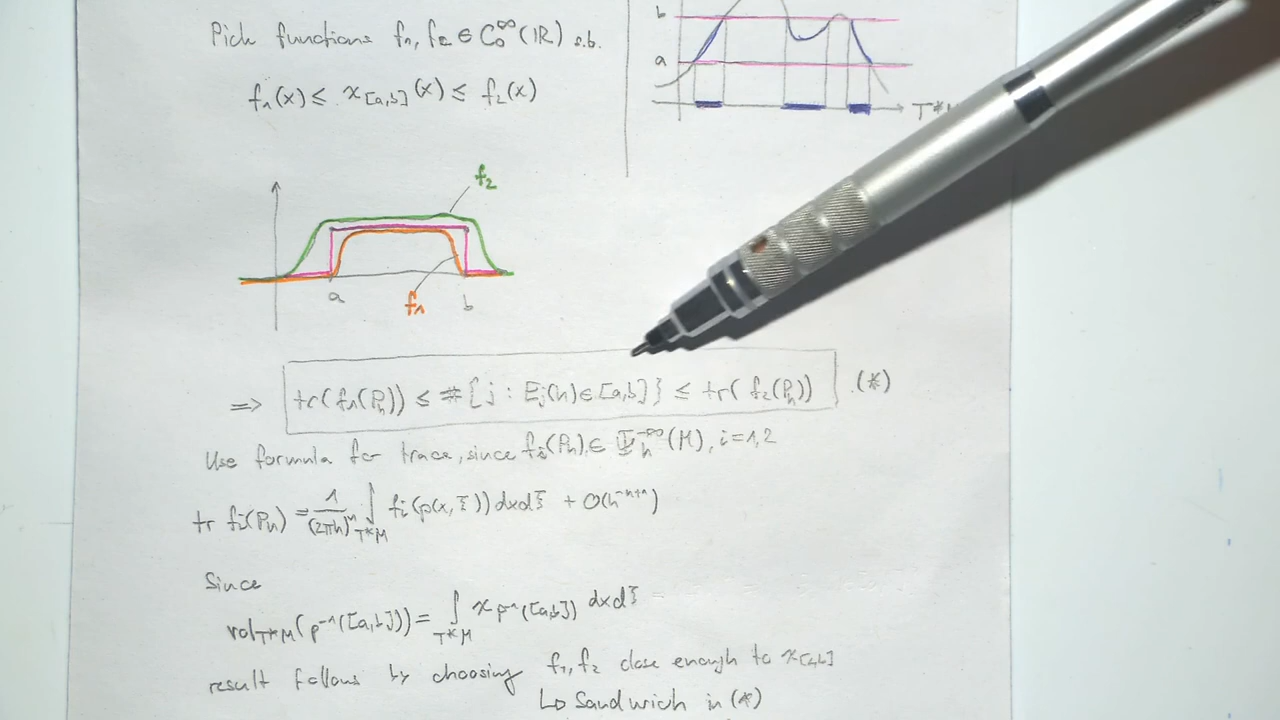 Pick functions f₁, f₂ ∈ C₀^∞(ℝ) s.t.
f₁(x) ≤ χ[a,b](x) ≤ f₂(x)
b
a
T*M
f₂
a
f₁
b
⇒ tr(f₁(Pₕ)) ≤ #{j : Eⱼ(h) ∈ [a,b]} ≤ tr(f₂(Pₕ)) (*)
Use formula for trace, since fᵢ(Pₕ) ∈ Ψₕ^{-∞}(M), i=1,2
tr fᵢ(Pₕ) = 1/(2πh)ⁿ ∫_{T*M} fᵢ(p(x,ξ)) dxdξ + O(h^{-n+1})
Since
vol_{T*M}(p⁻¹([a,b])) = ∫_{T*M} χ p⁻¹([a,b]) dxdξ
result follows by choosing f₁, f₂ close enough to χ[a,b]
↳ Sandwich in (*)